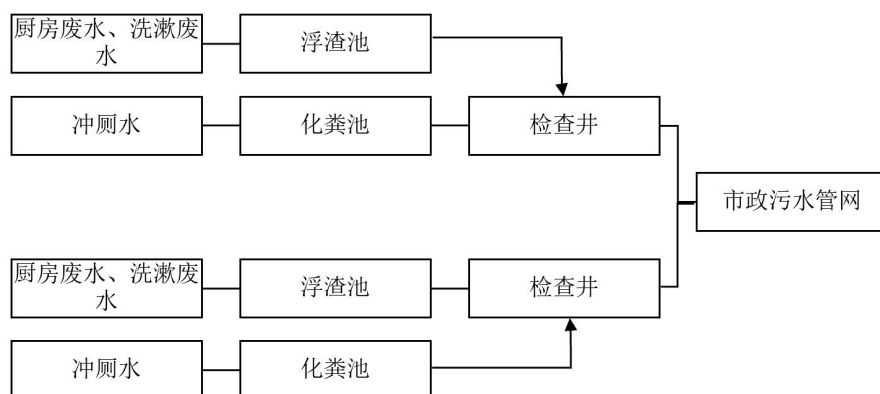 厨房废水、洗漱废
水
浮渣池
冲厕水
化粪池
检查井
市政污水管网
厨房废水、洗漱废
水
浮渣池
检查井
冲厕水
化粪池